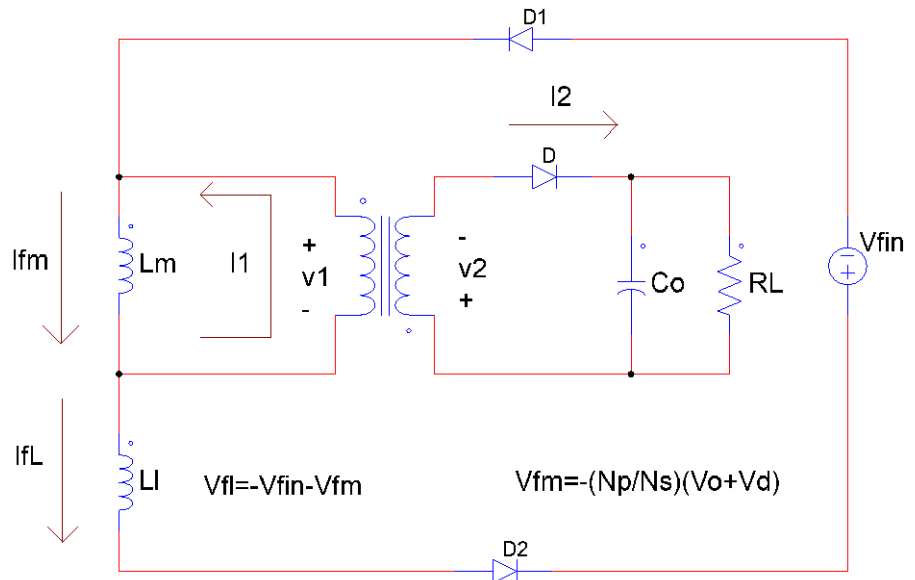 D1
I2
D
Ifm
Lm
I1
+
v1
-
-
v2
+
Co
RL
Vfin
-
+
IfL
Ll
Vfl=-Vfin-Vfm
Vfm=-(Np/Ns)(Vo+Vd)
D2